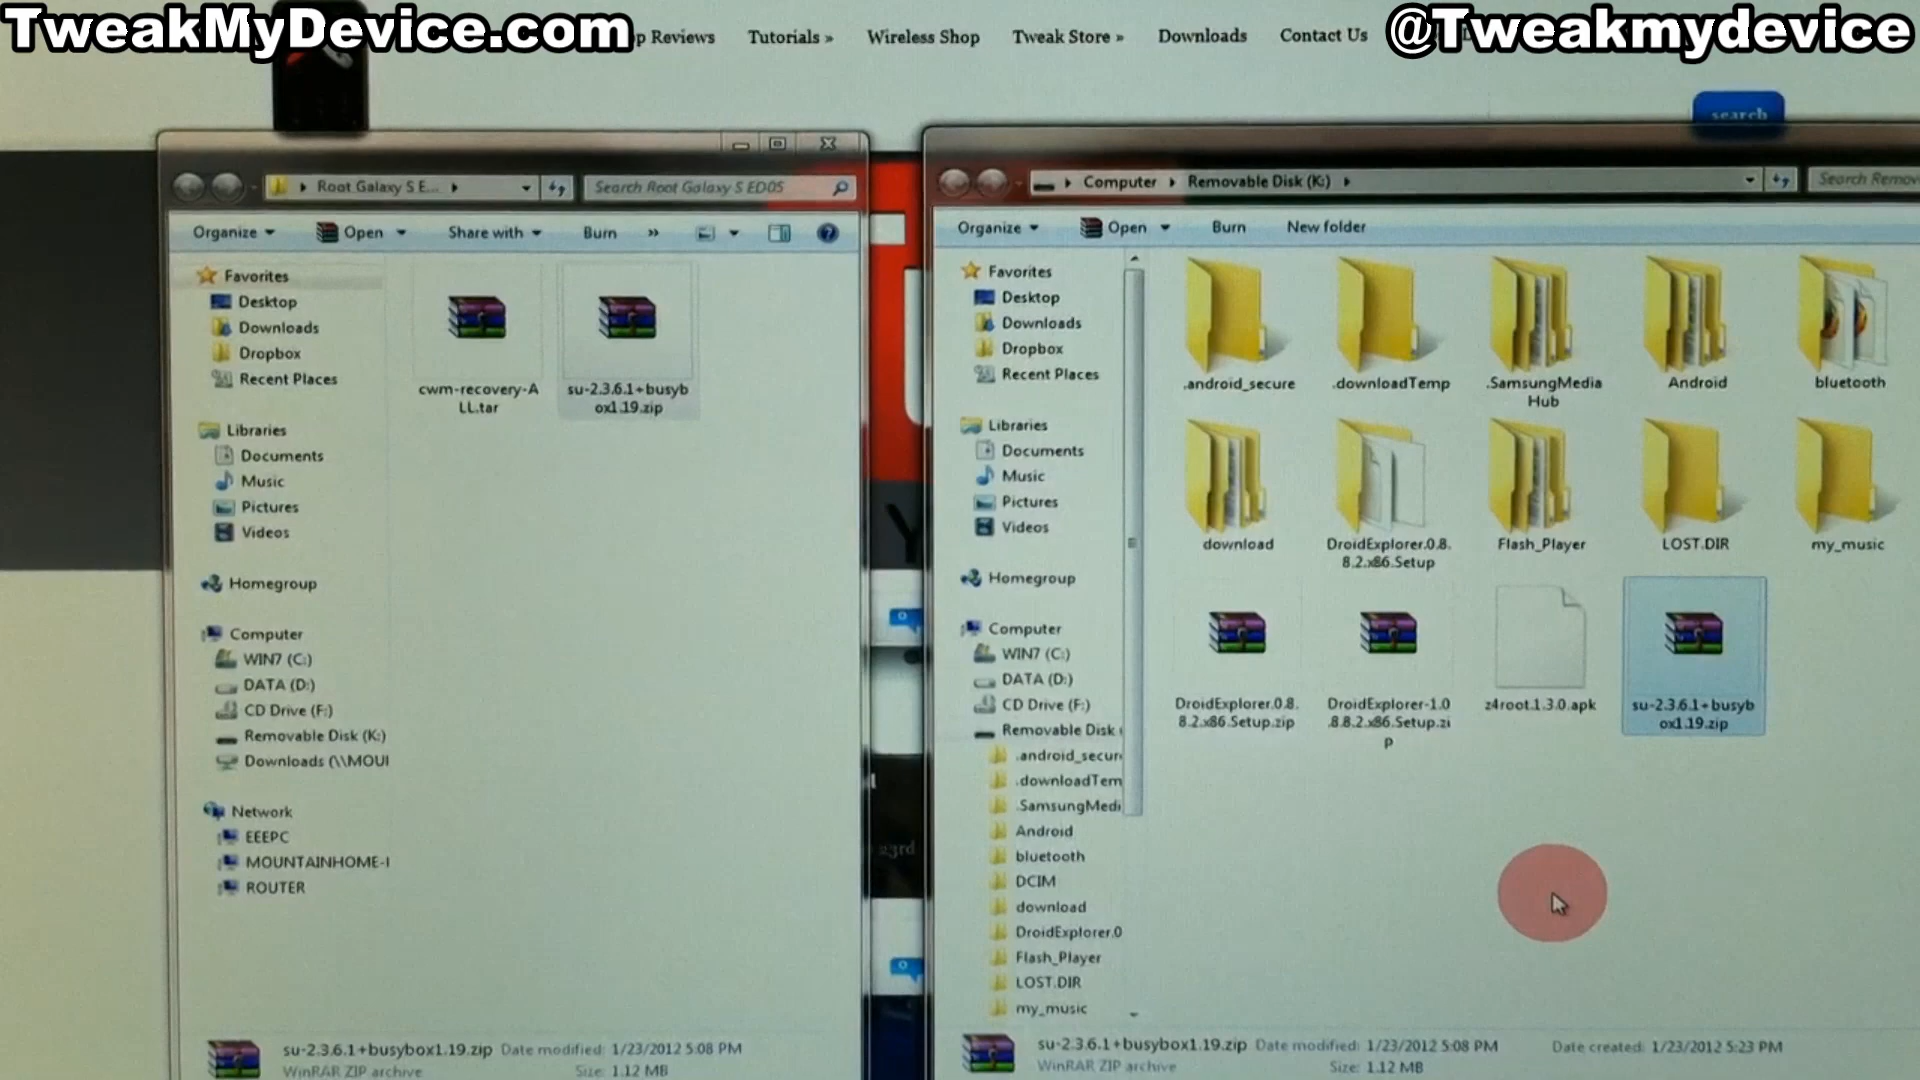 TweakMyDevice.com
@Tweakmydevice
Reviews
Tutorials »
Wireless Shop
Tweak Store »
Downloads
Contact Us
search
Root Galaxy S E...
Search Root Galaxy S ED05
Organize
Open
Share with
Burn
»
Favorites
Desktop
Downloads
Dropbox
Recent Places
Libraries
Documents
Music
Pictures
Videos
Homegroup
Computer
WIN7 (C:)
DATA (D:)
CD Drive (F:)
Removable Disk (K:)
Downloads (\\MOUI
Network
EEEPC
MOUNTAINHOME-I
ROUTER
cwm-recovery-A
LL.tar
su-2.3.6.1+busyb
ox1.19.zip
su-2.3.6.1+busybox1.19.zip Date modified: 1/23/2012 5:08 PM
WinRAR ZIP archive Size: 1.12 MB
23rd
Computer
Removable Disk (K:)
Search Remov
Organize
Open
Burn
New folder
Favorites
Desktop
Downloads
Dropbox
Recent Places
Libraries
Documents
Music
Pictures
Videos
Homegroup
Computer
WIN7 (C:)
DATA (D:)
CD Drive (F:)
Removable Disk (
.android_secur
.downloadTem
.SamsungMedi
Android
bluetooth
DCIM
download
DroidExplorer.0
Flash_Player
LOST.DIR
my_music
.android_secure
.downloadTemp
.SamsungMedia
Hub
Android
bluetooth
download
DroidExplorer.0.8.
8.2.x86.Setup
Flash_Player
LOST.DIR
my_music
DroidExplorer.0.8.
8.2.x86.Setup.zip
DroidExplorer-1.0
.8.8.2.x86.Setup.zi
p
z4root.1.3.0.apk
su-2.3.6.1+busyb
ox1.19.zip
su-2.3.6.1+busybox1.19.zip Date modified: 1/23/2012 5:08 PM Date created: 1/23/2012 5:23 PM
WinRAR ZIP archive Size: 1.12 MB